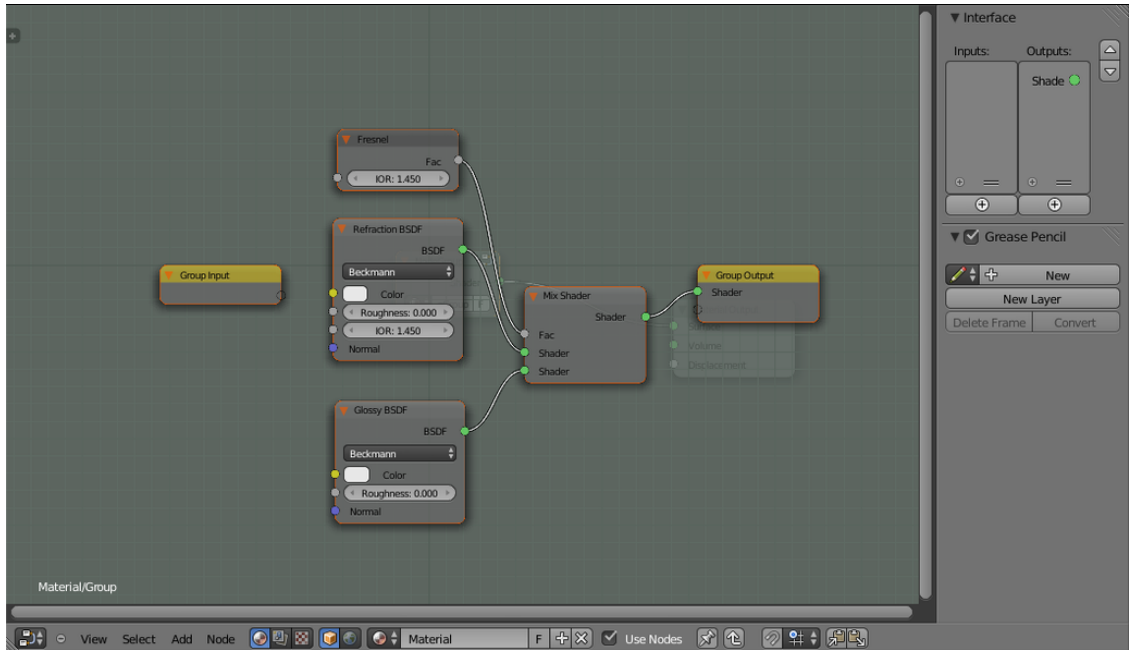 Interface
Inputs: Outputs:
Shade
Fresnel
Fac
IOR: 1.450
Refraction BSDF
BSDF
Beckmann
Color
Roughness: 0.000
IOR: 1.450
Normal
Group Input
Mix Shader
Shader
Fac
Shader
Shader
Group Output
Shader
Volume
Displacement
Glossy BSDF
BSDF
Beckmann
Color
Roughness: 0.000
Normal
Grease Pencil
New
New Layer
Delete Frame Convert
Material/Group
View Select Add Node Material F Use Nodes